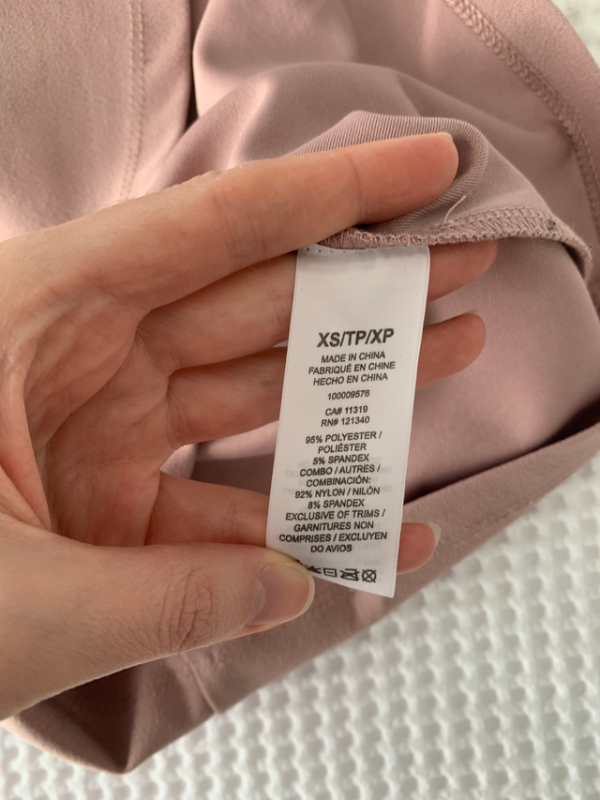 XS/TP/XP
MADE IN CHINA
FABRIQUÉ EN CHINE
HECHO EN CHINA
100009576
CA# 11319
RN# 121340
95% POLYESTER /
POLIÉSTER
5% SPANDEX
COMBO / AUTRES /
COMBINACIÓN:
92% NYLON / NILÓN
8% SPANDEX
EXCLUSIVE OF TRIMS /
GARNITURES NON
COMPRISES / EXCLUYEN
DO AVIOS